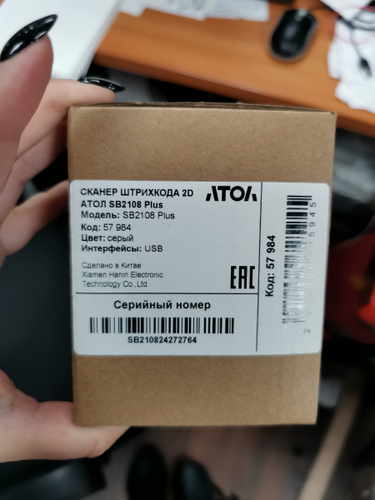 СКАНЕР ШТРИХКОДА 2D
АТОЛ SB2108 Plus
Модель: SB2108 Plus
Код: 57 984
Цвет: серый
Интерфейсы: USB
Сделано в Китае
Xiamen Hanin Electronic
Technology Co.,Ltd.
АТОЛ
EAC
Код: 57 984
Серийный номер
SB210824272764